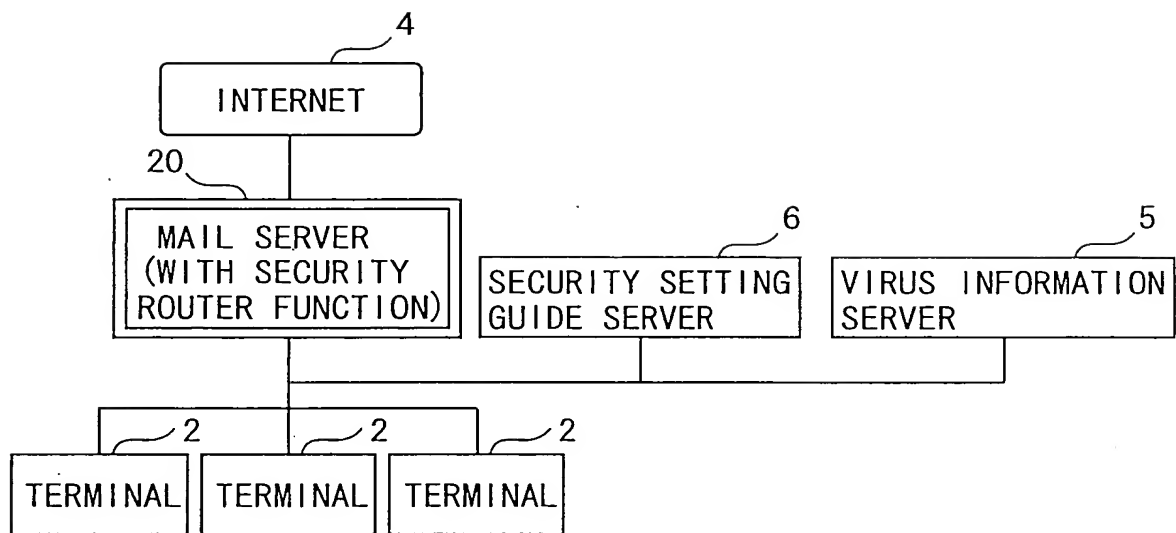 4
INTERNET
20
MAIL SERVER
(WITH SECURITY
ROUTER FUNCTION)
6
SECURITY SETTING
GUIDE SERVER
5
VIRUS INFORMATION
SERVER
2
TERMINAL
2
TERMINAL
2
TERMINAL